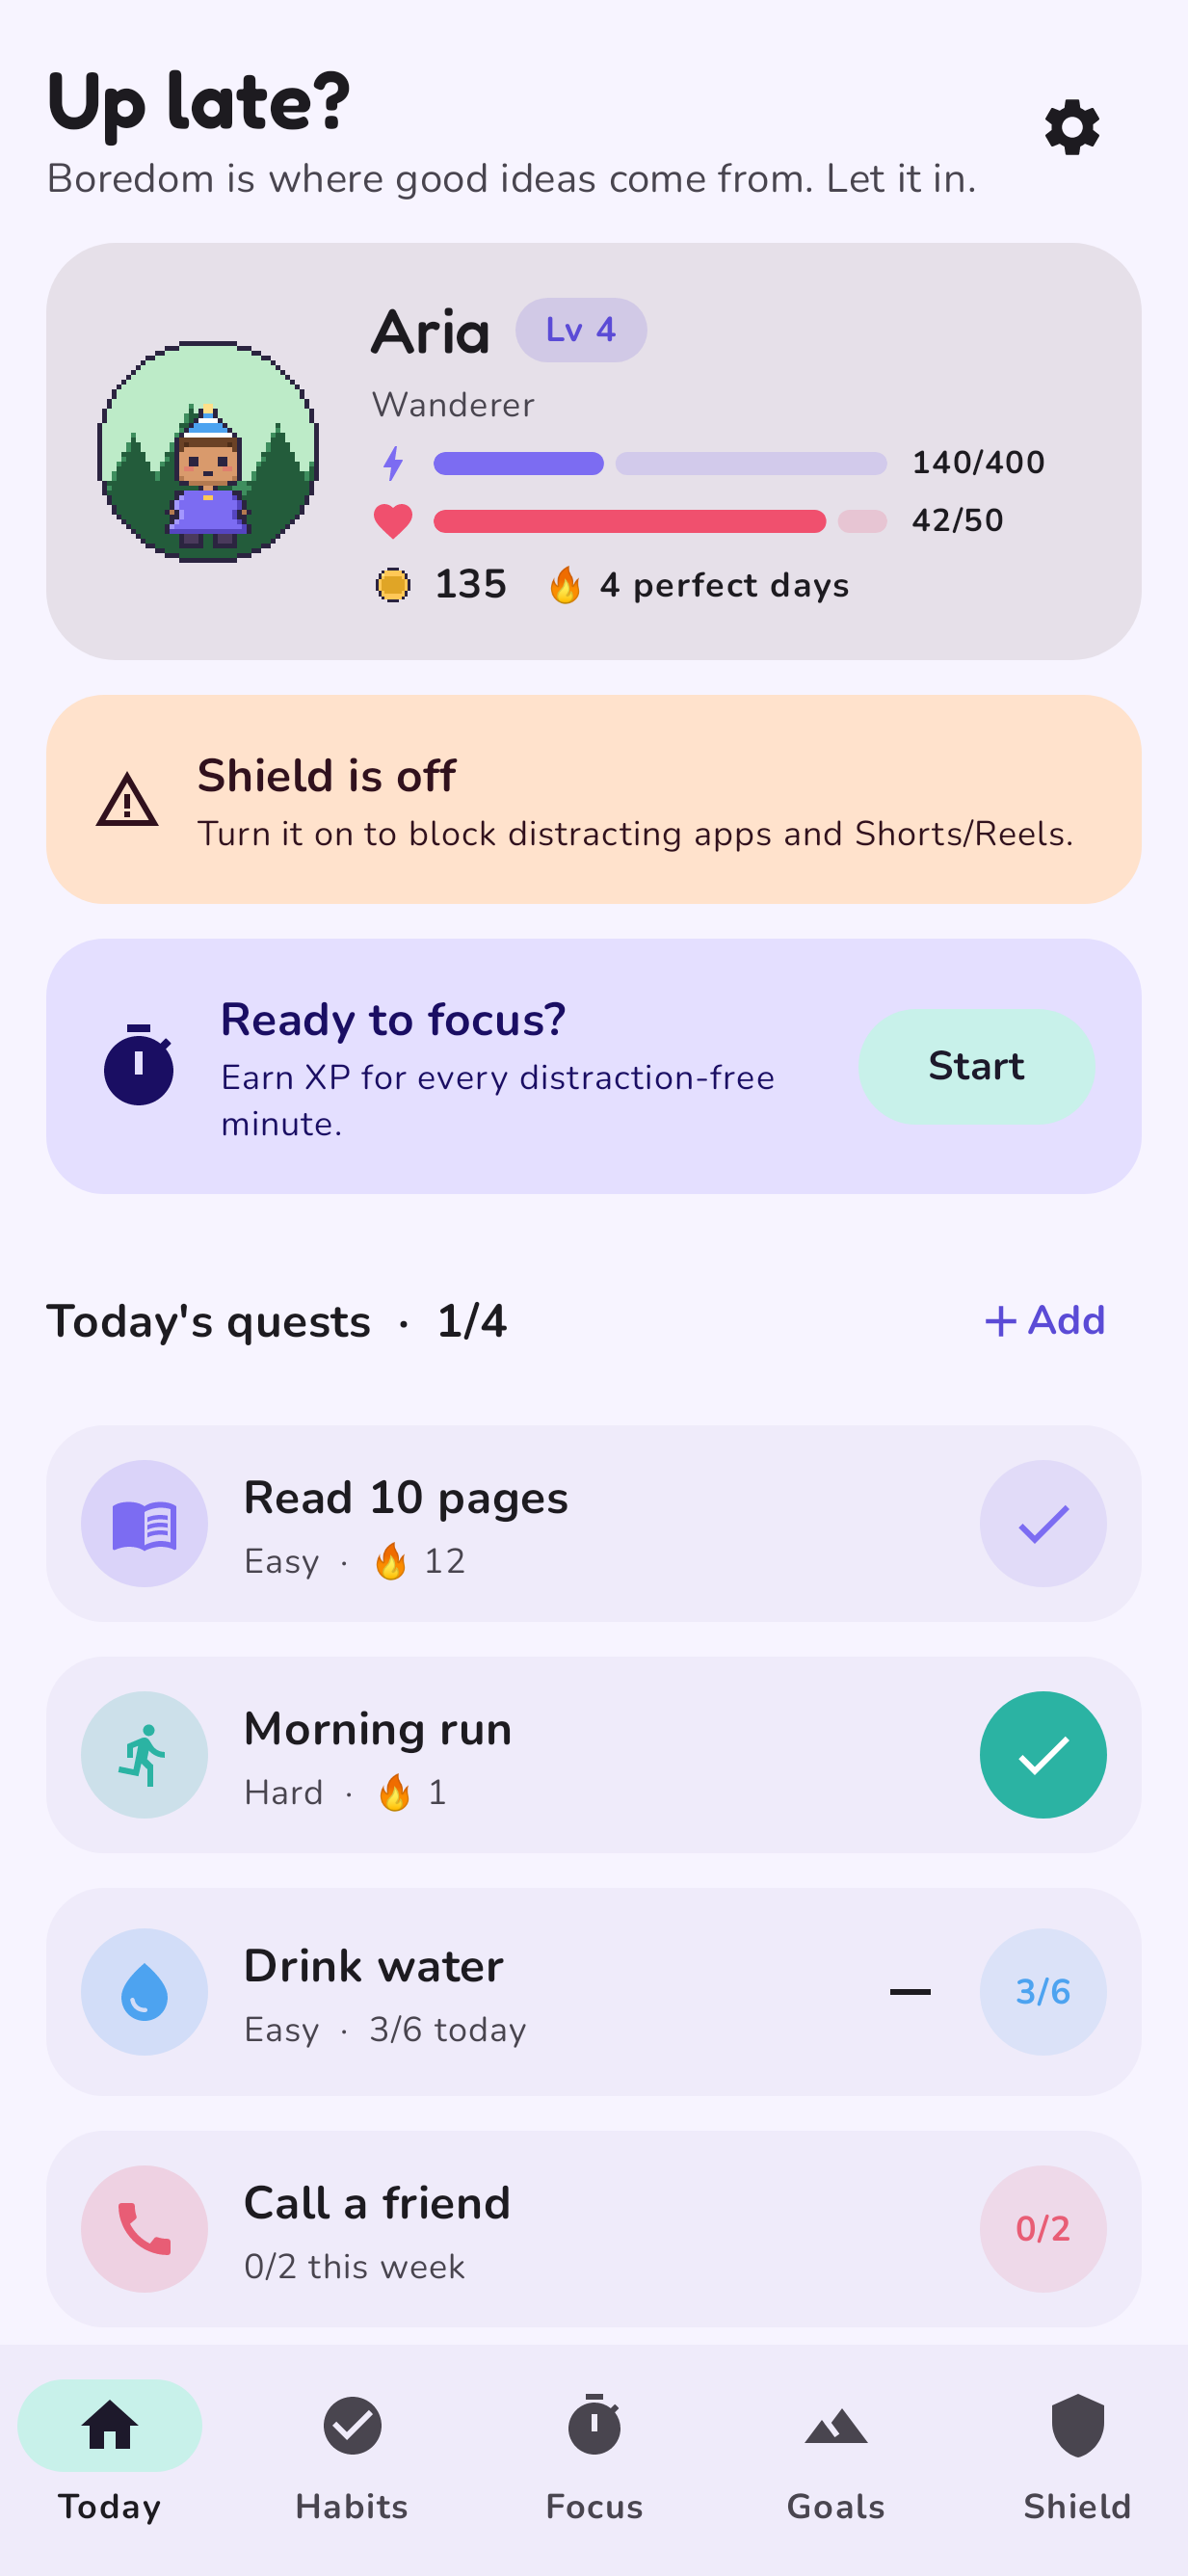 Up late?
Boredom is where good ideas come from. Let it in.
Aria
Lv 4
Wanderer
140/400
42/50
135
🔥 4 perfect days
Shield is off
Turn it on to block distracting apps and Shorts/Reels.
Ready to focus?
Earn XP for every distraction-free
minute.
Start
Today's quests · 1/4
+ Add
Read 10 pages
Easy · 🔥 12
Morning run
Hard · 🔥 1
Drink water
Easy · 3/6 today
3/6
Call a friend
0/2 this week
0/2
Today
Habits
Focus
Goals
Shield